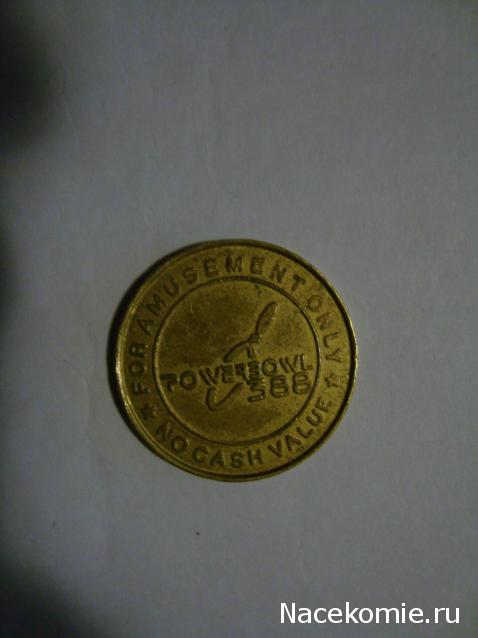 FOR AMUSEMENT ONLY
POWERBOWL
388
NO CASH VALUE
Nacekomie.ru